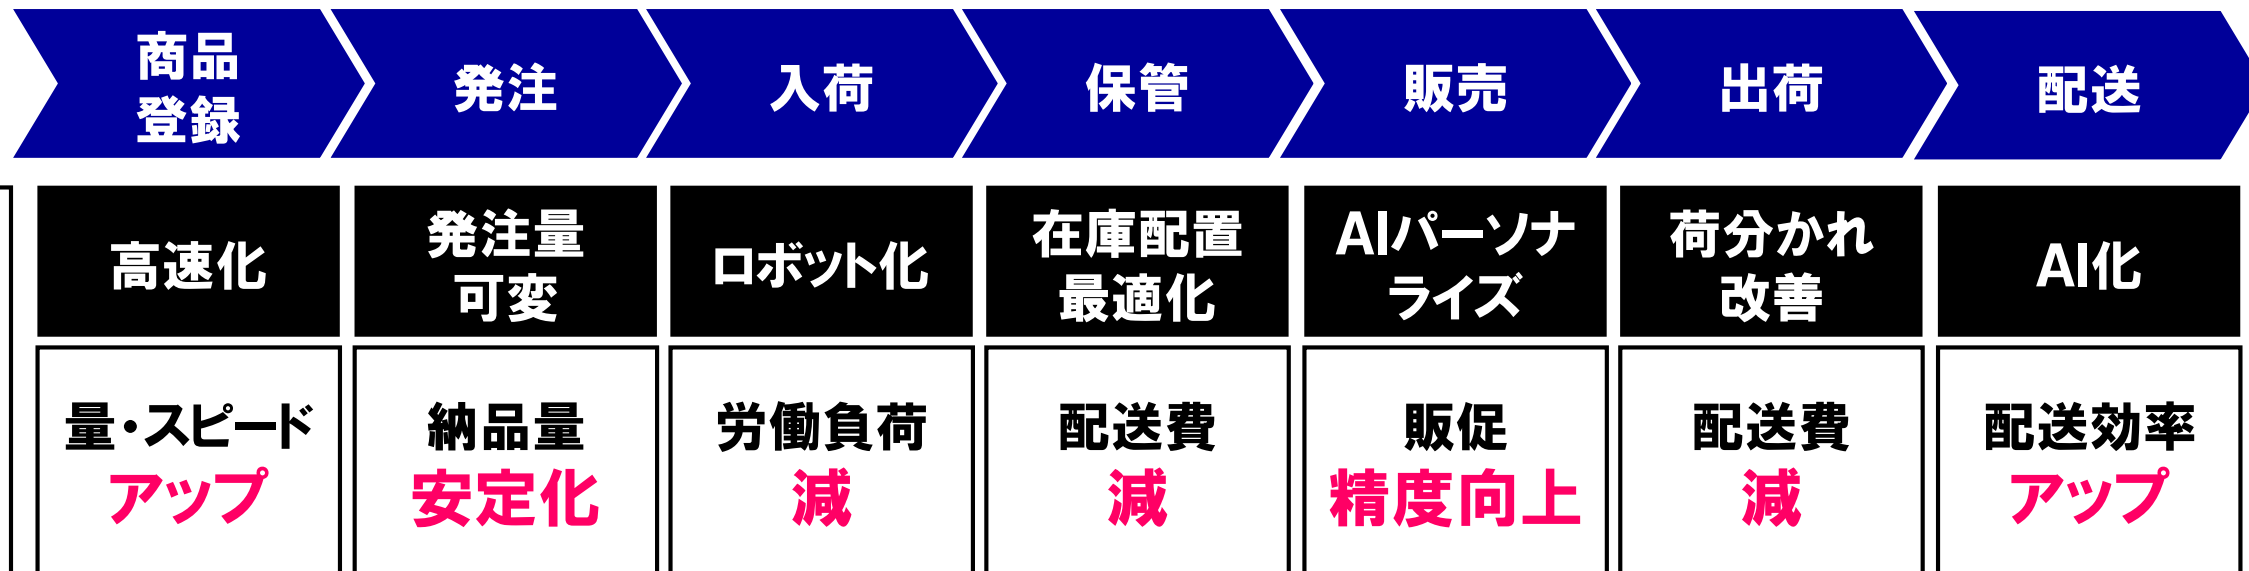 商品
登録
発注
入荷
保管
販売
出荷
配送
高速化
発注量
可変
ロボット化
在庫配置
最適化
AIパーソナ
ライズ
荷分かれ
改善
AI化
量・スピード
アップ
納品量
安定化
労働負荷
減
配送費
減
販促
精度向上
配送費
減
配送効率
アップ